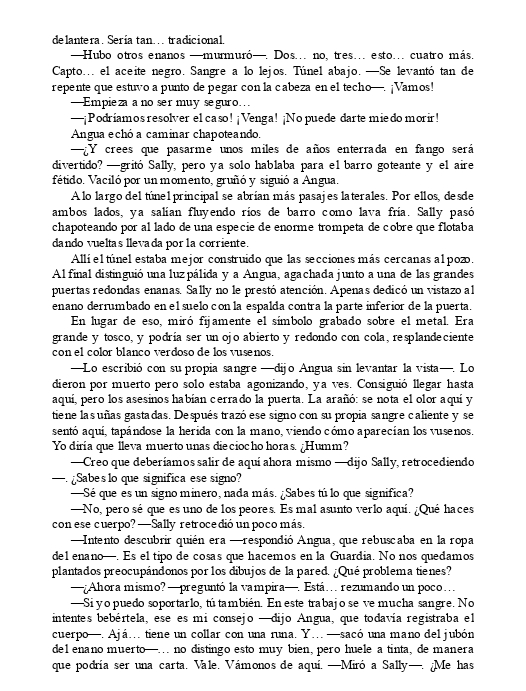 delantera. Sería tan… tradicional.
—Hubo otros enanos —murmuró—. Dos… no, tres… esto… cuatro más.
Capto… el aceite negro. Sangre a lo lejos. Túnel abajo. —Se levantó tan de
repente que estuvo a punto de pegar con la cabeza en el techo—. ¡Vamos!
—Empieza a no ser muy seguro…
—¡Podríamos resolver el caso! ¡Venga! ¡No puede darte miedo morir!
Angua echó a caminar chapoteando.
—¿Y crees que pasarme unos miles de años enterrada en fango será
divertido? —gritó Sally, pero ya solo hablaba para el barro goteante y el aire
fétido. Vaciló por un momento, gruñó y siguió a Angua.
A lo largo del túnel principal se abrían más pasajes laterales. Por ellos, desde
ambos lados, ya salían fluyendo ríos de barro como lava fría. Sally pasó
chapoteando por al lado de una especie de enorme trompeta de cobre que flotaba
dando vueltas llevada por la corriente.
Allí el túnel estaba mejor construido que las secciones más cercanas al pozo.
Al final distinguió una luz pálida y a Angua, agachada junto a una de las grandes
puertas redondas enanas. Sally no le prestó atención. Apenas dedicó un vistazo al
enano derrumbado en el suelo con la espalda contra la parte inferior de la puerta.
En lugar de eso, miró fijamente el símbolo grabado sobre el metal. Era
grande y tosco, y podría ser un ojo abierto y redondo con cola, resplandeciente
con el color blanco verdoso de los vusenos.
—Lo escribió con su propia sangre —dijo Angua sin levantar la vista—. Lo
dieron por muerto pero solo estaba agonizando, ya ves. Consiguió llegar hasta
aquí, pero los asesinos habían cerrado la puerta. La arañó: se nota el olor aquí y
tiene las uñas gastadas. Después trazó ese signo con su propia sangre caliente y se
sentó aquí, tapándose la herida con la mano, viendo cómo aparecían los vusenos.
Yo diría que lleva muerto unas dieciocho horas. ¿Humm?
—Creo que deberíamos salir de aquí ahora mismo —dijo Sally, retrocediendo
—. ¿Sabes lo que significa ese signo?
—Sé que es un signo minero, nada más. ¿Sabes tú lo que significa?
—No, pero sé que es uno de los peores. Es mal asunto verlo aquí. ¿Qué haces
con ese cuerpo? —Sally retrocedió un poco más.
—Intento descubrir quién era —respondió Angua, que rebuscaba en la ropa
del enano—. Es el tipo de cosas que hacemos en la Guardia. No nos quedamos
plantados preocupándonos por los dibujos de la pared. ¿Qué problema tienes?
—¿Ahora mismo? —preguntó la vampira—. Está… rezumando un poco…
—Si yo puedo soportarlo, tú también. En este trabajo se ve mucha sangre. No
intentes bebértela, ese es mi consejo —dijo Angua, que todavía registraba el
cuerpo—. Ajá… tiene un collar con una runa. Y… —sacó una mano del jubón
del enano muerto—… no distingo esto muy bien, pero huele a tinta, de manera
que podría ser una carta. Vale. Vámonos de aquí. —Miró a Sally—. ¿Me has